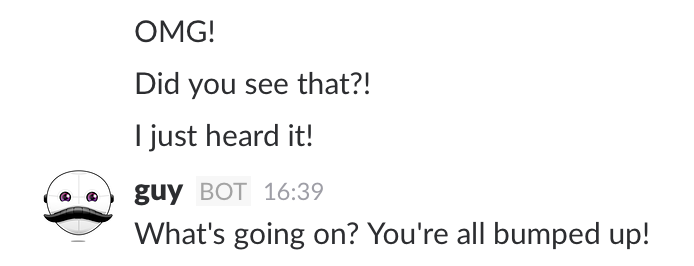 OMG!
Did you see that?!
I just heard it!
guy BOT 16:39
What's going on? You're all bumped up!